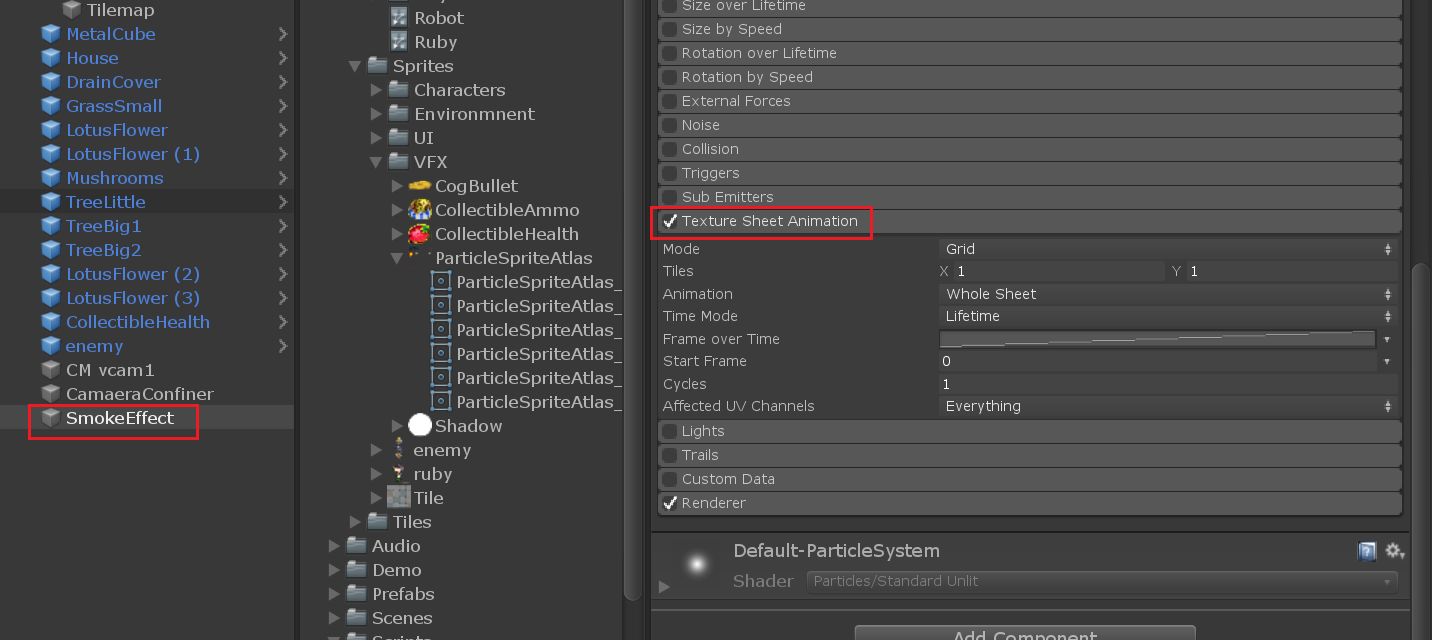 Tilemap
MetalCube
House
DrainCover
GrassSmall
LotusFlower
LotusFlower (1)
Mushrooms
TreeLittle
TreeBig1
TreeBig2
LotusFlower (2)
LotusFlower (3)
CollectibleHealth
enemy
CM vcam1
CamaeraConfiner
SmokeEffect
Robot
Ruby
Sprites
Characters
Environmnent
UI
VFX
CogBullet
CollectibleAmmo
CollectibleHealth
ParticleSpriteAtlas
ParticleSpriteAtlas_
ParticleSpriteAtlas_
ParticleSpriteAtlas_
ParticleSpriteAtlas_
ParticleSpriteAtlas_
ParticleSpriteAtlas_
Shadow
enemy
ruby
Tile
Tiles
Audio
Demo
Prefabs
Scenes
Scripts
Size over Lifetime
Size by Speed
Rotation over Lifetime
Rotation by Speed
External Forces
Noise
Collision
Triggers
Sub Emitters
Texture Sheet Animation
Mode Grid
Tiles X 1 Y 1
Animation Whole Sheet
Time Mode Lifetime
Frame over Time
Start Frame 0
Cycles 1
Affected UV Channels Everything
Lights
Trails
Custom Data
Renderer
Default-ParticleSystem
Shader Particles/Standard Unlit
Add Component